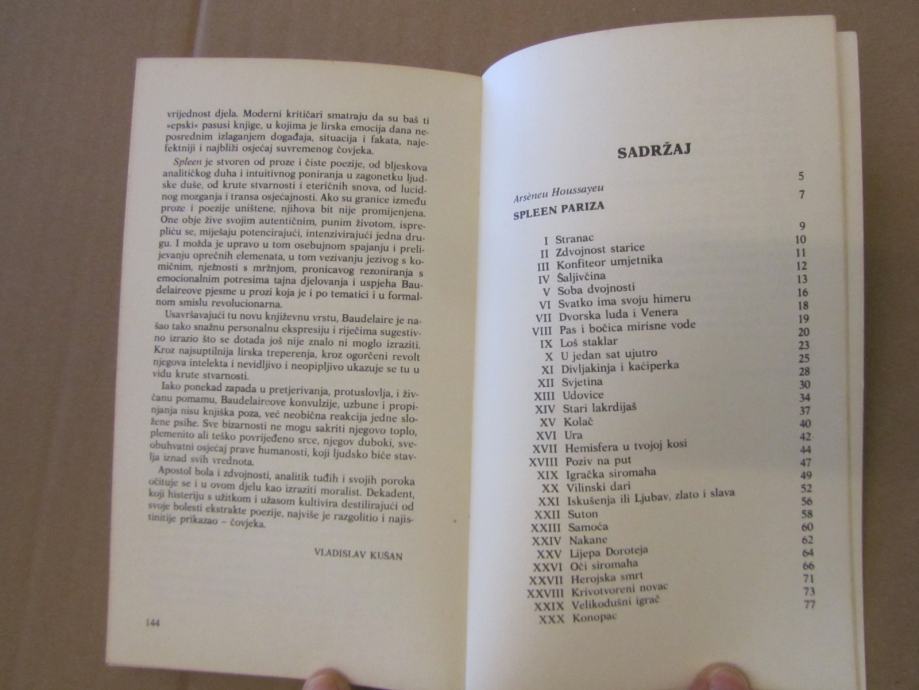 vrijednost djela. Moderni kritičari smatraju da su baš ti
»epski« pasusi knjige, u kojima je lirska emocija dana ne-
posrednim izlaganjem događaja, situacija i fakata, naje-
fektniji i najbliži osjećaj suvremenog čovjeka.
Spleen je stvoren od proze i čiste poezije, od bljeskova
analitičkog duha i intuitivnog poniranja u zagonetku ljud-
ske duše, od krute stvarnosti i eteričnih snova, od lucid-
nog mozganja i transa osjećajnosti. Ako su granice između
proze i poezije uništene, njihova bit nije promijenjena.
One obje žive svojim autentičnim, punim životom, ispre-
pliću se, miješaju potencirajući, intenzivirajući jedna dru-
gu. I možda je upravo u tom osebujnom spajanju i preli-
jevanju oprečnih elemenata, u tom vezivanju jezivog s ko-
mičnim, nježnosti s mržnjom, pronicavog rezoniranja s
emocionalnim potresima tajna djelovanja i uspjeha Bau-
delaireove pjesme u prozi koja je i po tematici i u formal-
nom smislu revolucionarna.
Usavršavajući tu novu književnu vrstu, Baudelaire je na-
šao tako snažnu personalnu ekspresiju i riječima sugestiv-
no izrazio što se dotada još nije znalo ni moglo izraziti.
Kroz najsuptilnija lirska treperenja, kroz ogorčeni revolt
njegova intelekta i nevidljivo i neopipljivo ukazuje se tu u
vidu krute stvarnosti.
Iako ponekad zapada u pretjerivanja, protuslovlja, i živ-
čanu pomamu, Baudelaireove konvulzije, uzbune i propi-
njanja nisu knjiška poza, već neobična reakcija jedne slo-
žene psihe. Sve bizarnosti ne mogu sakriti njegovo toplo,
plemenito ali teško povrijeđeno srce, njegov duboki, sve-
obuhvatni osjećaj prave humanosti, koji ljudsko biće stav-
lja iznad svih vrednota.
Apostol bola i zdvojnosti, analitik tuđih i svojih poroka
očituje se i u ovom djelu kao izraziti moralist. Dekadent,
koji histeriju s užitkom i užasom kultivira destilirajući od
svoje bolesti ekstrakte poezije, najviše je razgolitio i najis-
tinitije prikazao – čovjeka.
VLADISLAV KUŠAN
144
SADRŽAJ
Arsèneu Houssayeu 5
SPLEEN PARIZA 7
I Stranac 9
II Zdvojnost starice 10
III Konfiteor umjetnika 11
IV Šaljivčina 12
V Soba dvojnosti 13
VI Svatko ima svoju himeru 16
VII Dvorska luda i Venera 18
VIII Pas i bočica mirisne vode 19
IX Loš staklar 20
X U jedan sat ujutro 23
XI Divljakinja i kaćiperka 25
XII Svjetina 28
XIII Udovice 30
XIV Stari lakrdijaš 34
XV Kolač 37
XVI Ura 40
XVII Hemisfera u tvojoj kosi 42
XVIII Poziv na put 44
XIX Igračka siromaha 47
XX Vilinski dari 49
XXI Iskušenja ili Ljubav, zlato i slava 52
XXII Suton 56
XXIII Samoća 58
XXIV Nakane 60
XXV Lijepa Doroteja 62
XXVI Oči siromaha 64
XXVII Herojska smrt 66
XXVIII Krivotvoreni novac 71
XXIX Velikodušni igrač 73
XXX Konopac 77